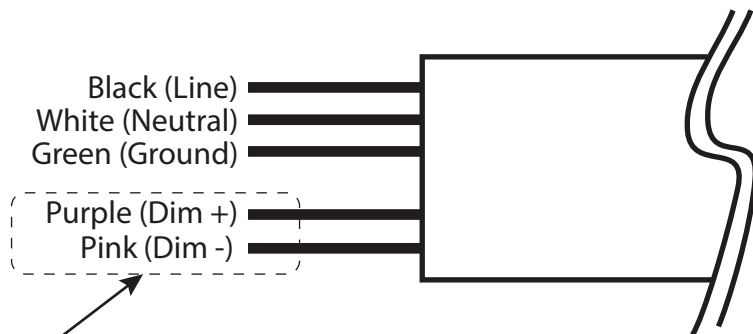 Black (Line)
White (Neutral)
Green (Ground)
Purple (Dim +)
Pink (Dim -)